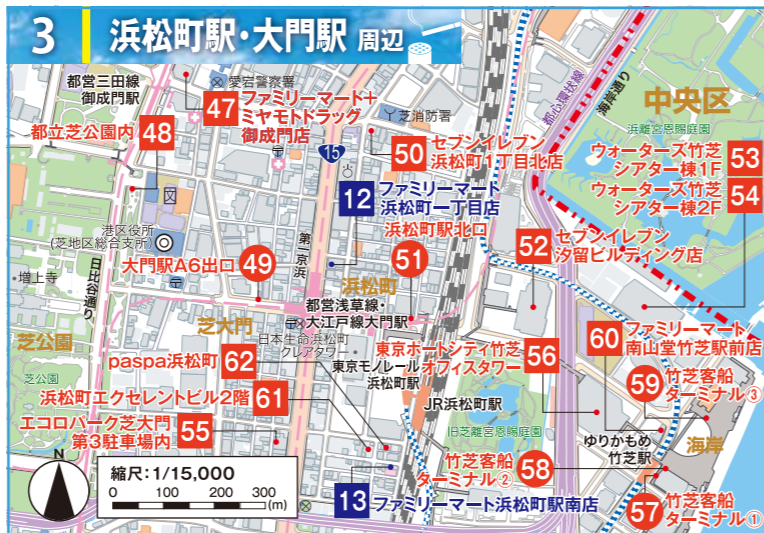 3 浜松町駅・大門駅 周辺
都営三田線
御成門駅
愛宕警察署
47
ファミリーマート＋
ミヤモトドラッグ
御成門店
都立芝公園内 48
15
芝消防署
50
セブンイレブン
浜松町1丁目北店
都心環状線
海岸通り
中央区
浜離宮恩賜庭園
ウォーターズ竹芝
シアター棟1F
53
ウォーターズ竹芝
シアター棟2F
54
12
ファミリーマート
浜松町一丁目店
浜松町駅北口
51
52
セブンイレブン
汐留ビルディング店
港区役所
(芝地区総合支所)
増上寺
日比谷通り
大門駅A6出口 49
第一京浜
浜松町
芝大門
都営浅草線・
大江戸線大門駅
日本生命浜松町
クレアタワー
東京モノレール
浜松町駅
芝公園
芝公園
paspa浜松町 62
浜松町エクセレントビル2階 61
エコロパーク芝大門
第3駐車場内
55
東京ポートシティ竹芝
オフィスタワー
56
60
ファミリーマート/
南山堂竹芝駅前店
59
竹芝客船
ターミナル③
JR浜松町駅
旧芝離宮恩賜庭園
ゆりかもめ
竹芝駅
海岸
竹芝客船
ターミナル②
58
57
竹芝客船
ターミナル①
13 ファミリーマート浜松町駅南店
N
縮尺：1/15,000
0 100 200 300
(m)